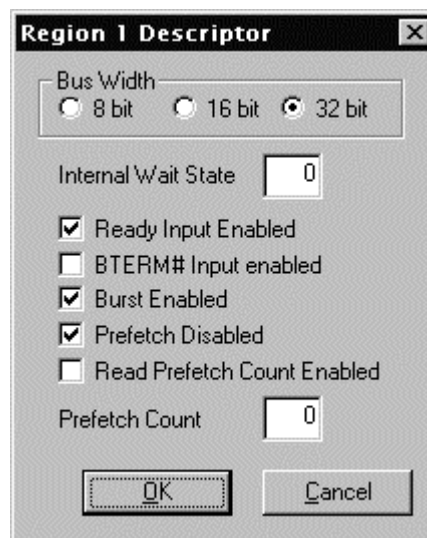 Region 1 Descriptor
Bus Width
8 bit 16 bit 32 bit
Internal Wait State 0
Ready Input Enabled
BTERM# Input enabled
Burst Enabled
Prefetch Disabled
Read Prefetch Count Enabled
Prefetch Count 0
OK Cancel